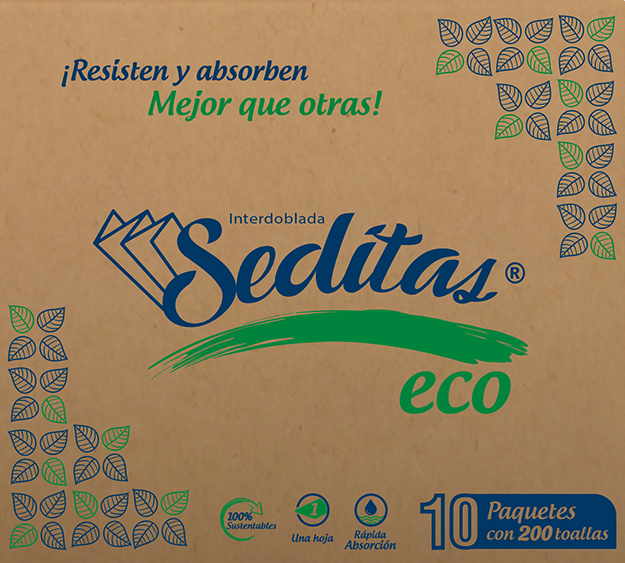 ¡Resisten y absorben
Mejor que otras!
Interdoblada
Seditas®
eco
100%
Sustentables
1
Una hoja
Rápida
Absorción
10 Paquetes
con 200 toallas